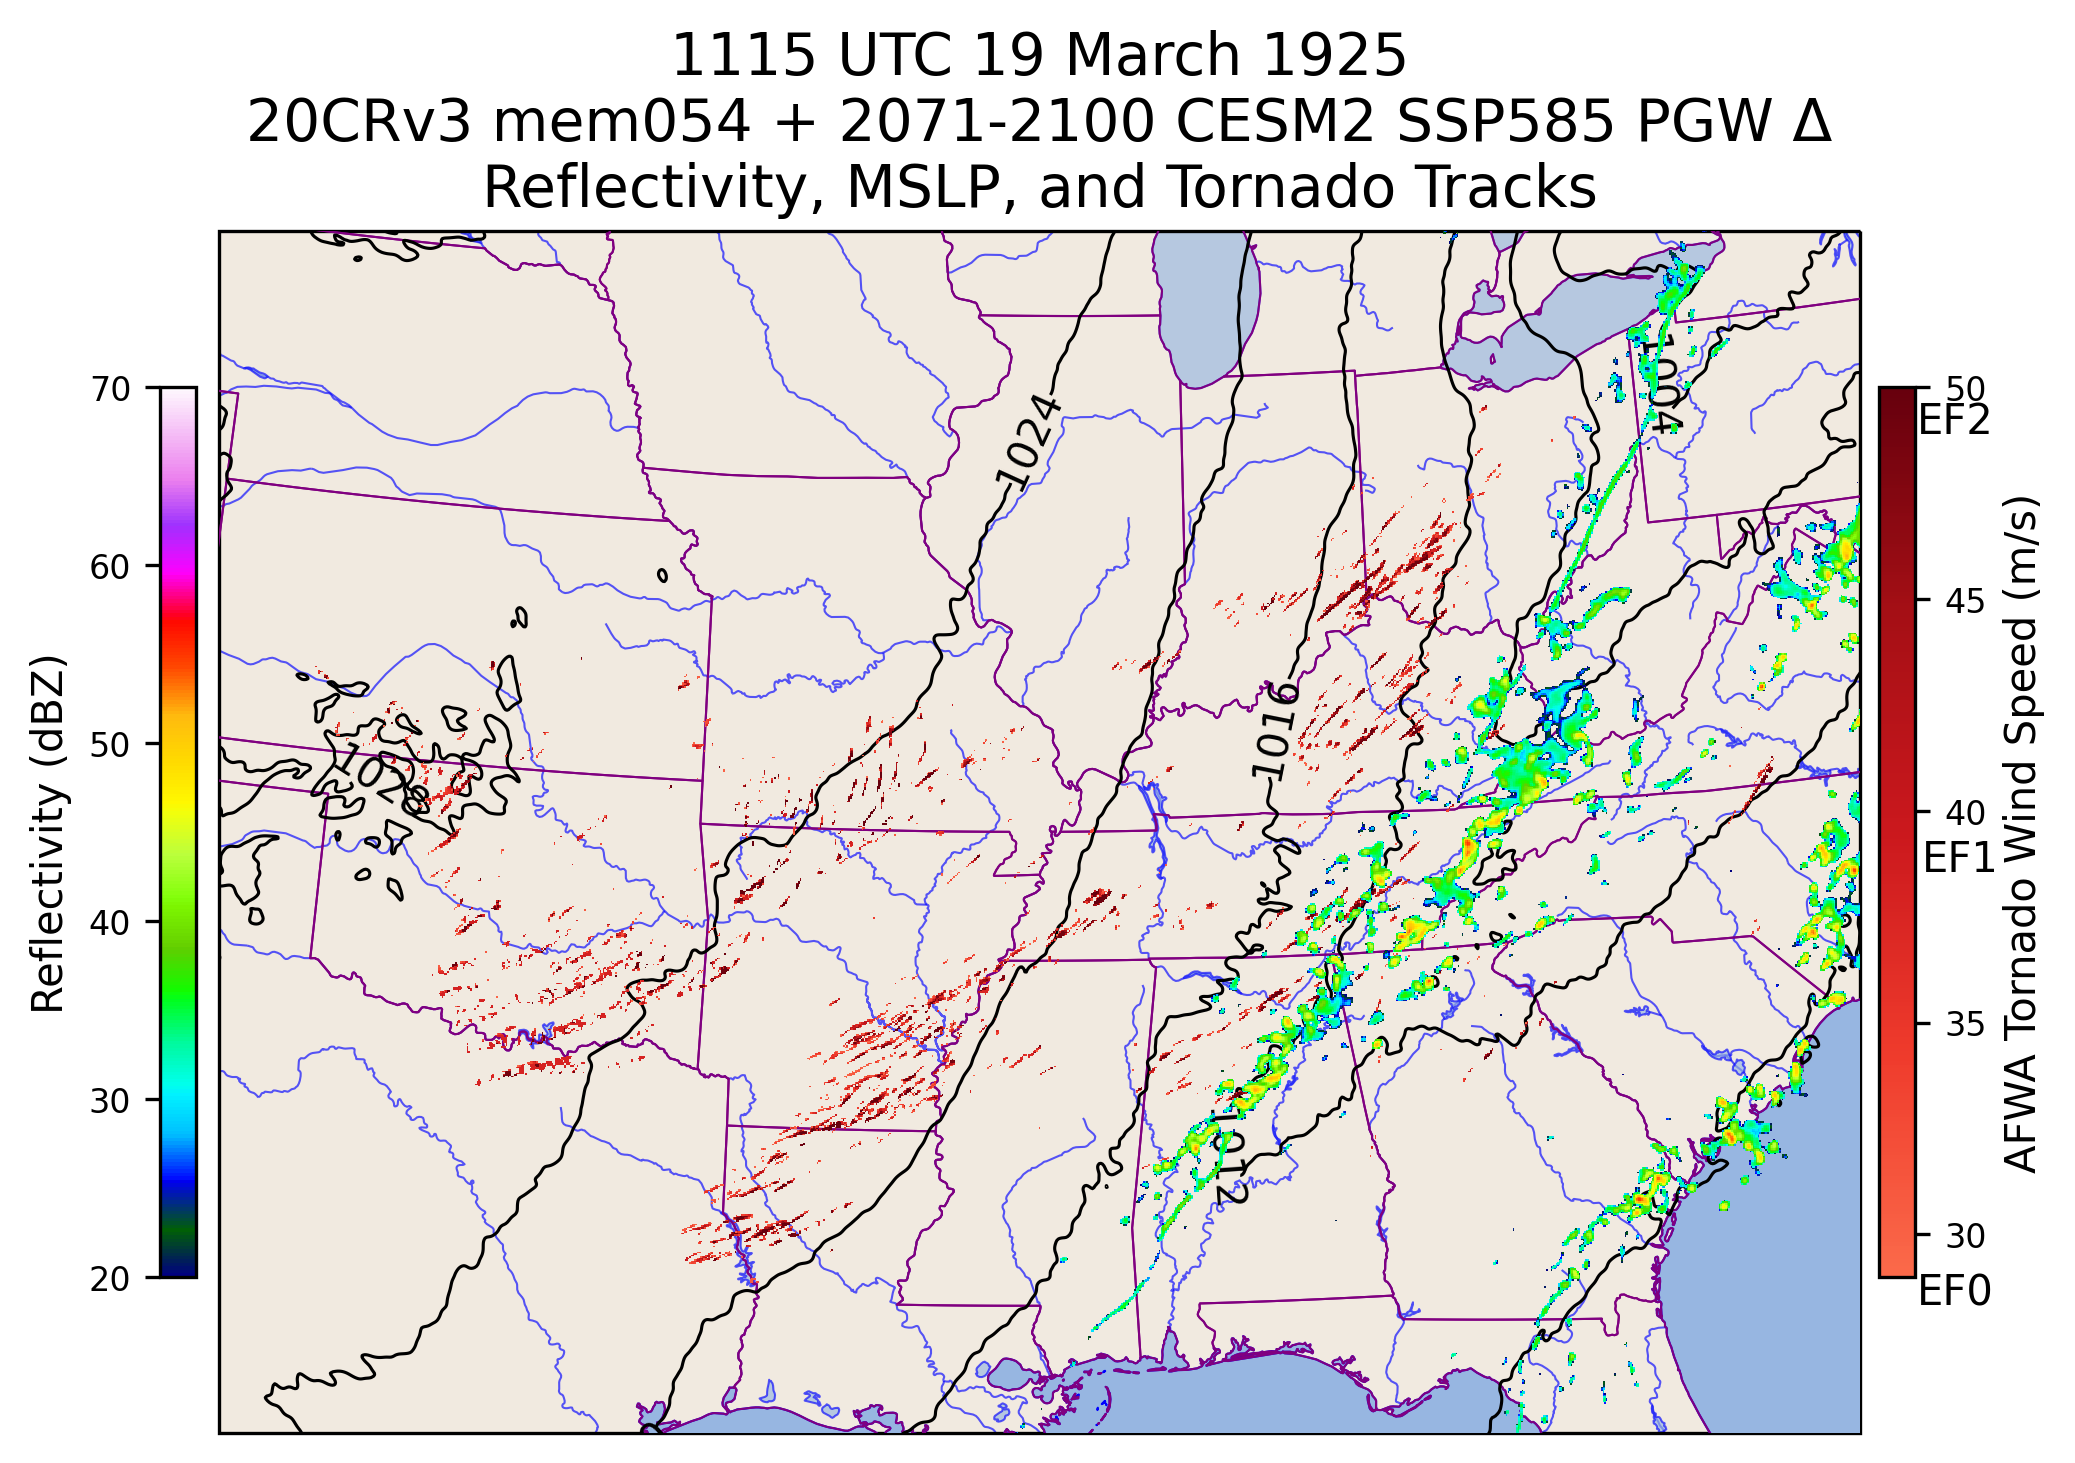 1115 UTC 19 March 1925
20CRv3 mem054 + 2071-2100 CESM2 SSP585 PGW Δ
Reflectivity, MSLP, and Tornado Tracks
70
60
50
40
30
20
Reflectivity (dBZ)
1024
1004
1016
1028
1012
50
EF2
45
40
EF1
35
30
EF0
AFWA Tornado Wind Speed (m/s)